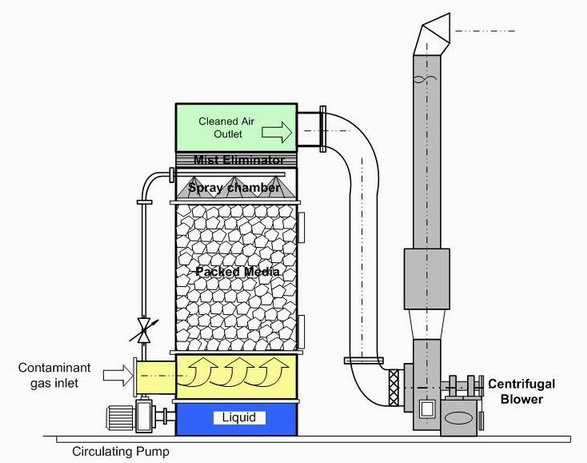 Cleaned Air
Outlet
Mist Eliminator
Spray chamber
Packed Media
Contaminant
gas inlet
Liquid
Centrifugal
Blower
Circulating Pump